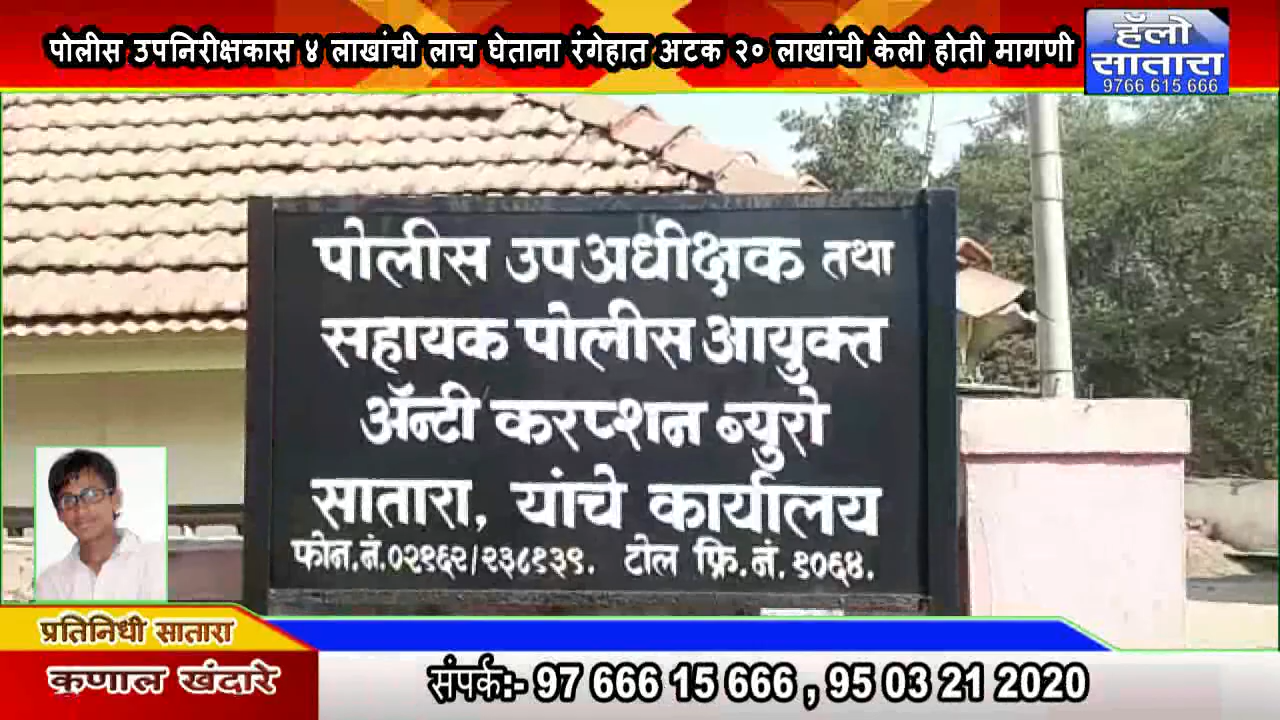 पोलीस उपनिरीक्षकास ४ लाखांची लाच घेताना रंगेहात अटक २० लाखांची केली होती मागणी
हॅलो
सातारा
9766 615 666
पोलीस उपअधीक्षक तथा
सहायक पोलीस आयुक्त
ॲन्टी करप्शन ब्युरो
सातारा, यांचे कार्यालय
फोन.नं.०२१६२/२३८१३९. टोल फ्रि.नं. १०६४.
प्रतिनिधी सातारा
कणाल खंदारे
संपर्क:- 97 666 15 666 , 95 03 21 2020